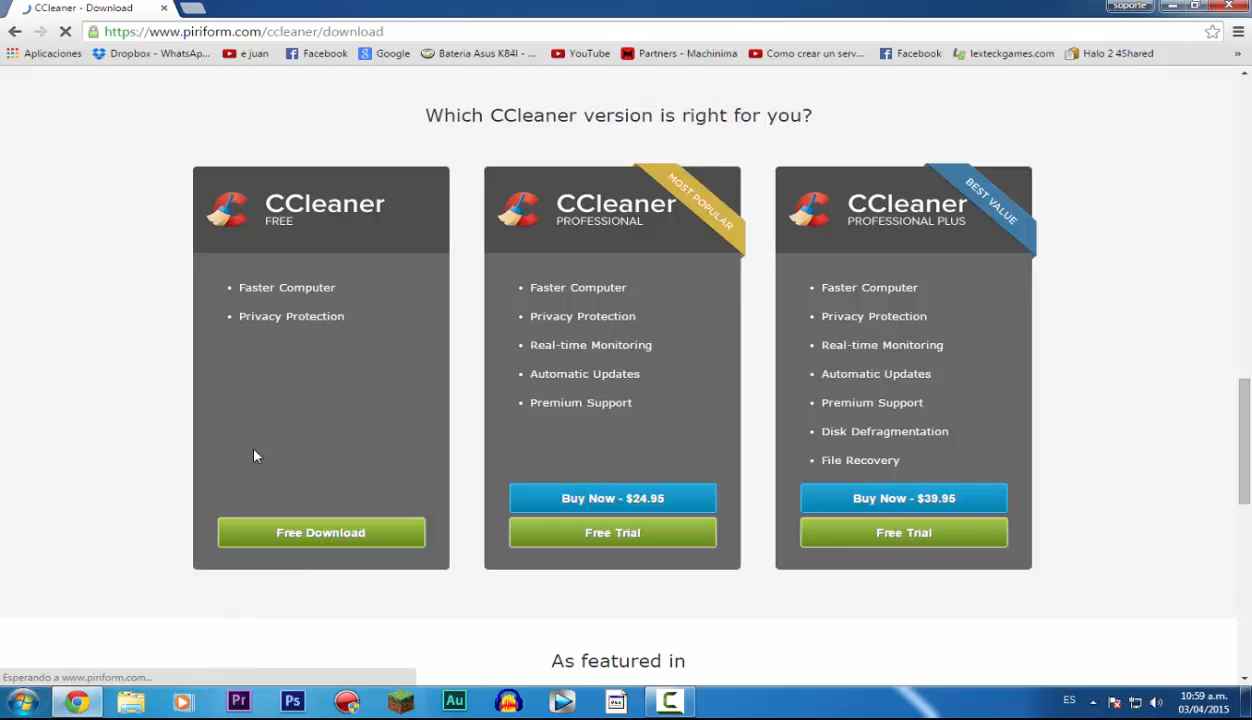 CCleaner - Download
soporte
https://www.piriform.com/ccleaner/download
Aplicaciones
Dropbox - WhatsAp...
e juan
Facebook
Google
Bateria Asus K84I - ...
YouTube
Partners - Machinima
Como crear un serv...
Facebook
lexteckgames.com
Halo 2 4Shared
»
Which CCleaner version is right for you?
CCleaner
FREE
• Faster Computer
• Privacy Protection
Free Download
CCleaner
PROFESSIONAL
MOST POPULAR
• Faster Computer
• Privacy Protection
• Real-time Monitoring
• Automatic Updates
• Premium Support
Buy Now - $24.95
Free Trial
CCleaner
PROFESSIONAL PLUS
BEST VALUE
• Faster Computer
• Privacy Protection
• Real-time Monitoring
• Automatic Updates
• Premium Support
• Disk Defragmentation
• File Recovery
Buy Now - $39.95
Free Trial
As featured in
Esperando a www.piriform.com...
Pr
Ps
Au
ES
10:59 a.m.
03/04/2015